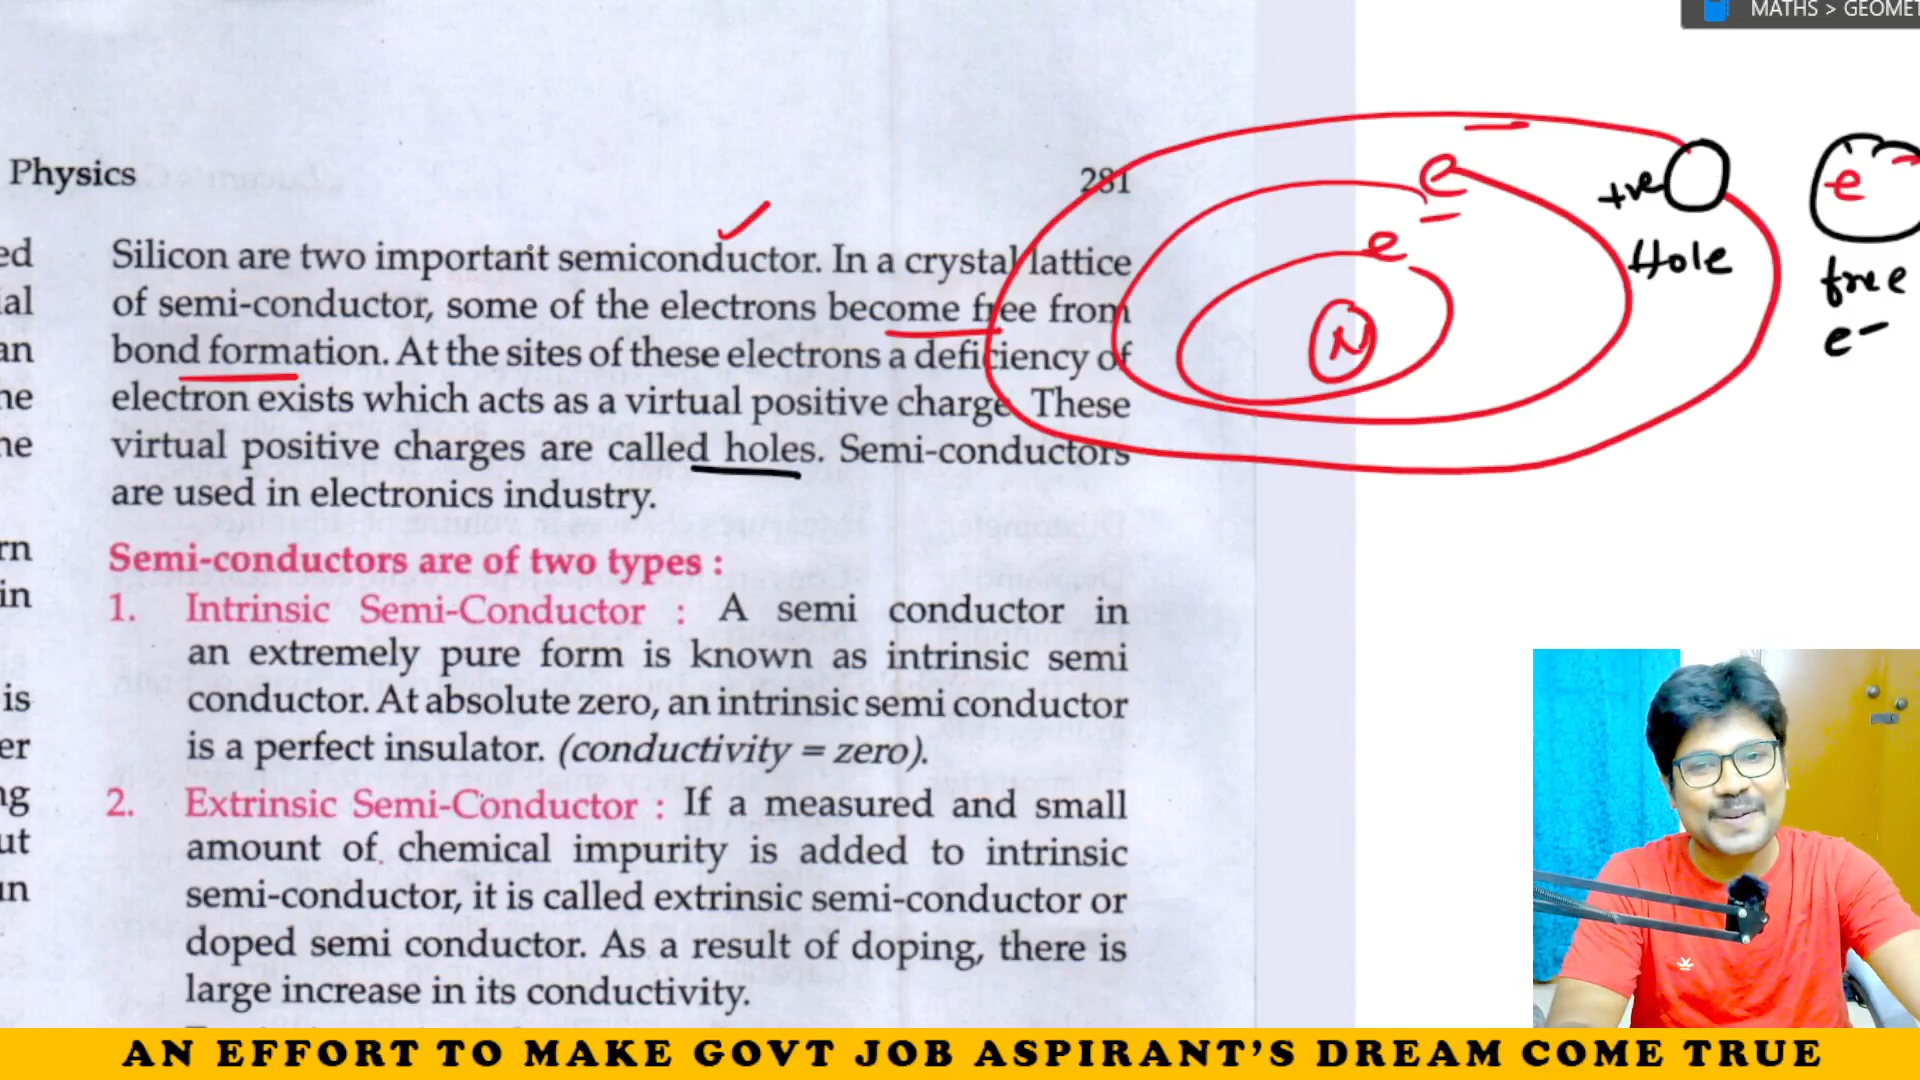 MATHS > GEOMET
Physics
281
ed
ial
an
ne
ne
rn
in
is
er
ng
ut
un
Silicon are two important semiconductor. In a crystal lattice
of semi-conductor, some of the electrons become free from
bond formation. At the sites of these electrons a deficiency of
electron exists which acts as a virtual positive charge. These
virtual positive charges are called holes. Semi-conductors
are used in electronics industry.
Semi-conductors are of two types :
1. Intrinsic Semi-Conductor : A semi conductor in
an extremely pure form is known as intrinsic semi
conductor. At absolute zero, an intrinsic semi conductor
is a perfect insulator. (conductivity = zero).
2. Extrinsic Semi-Conductor : If a measured and small
amount of chemical impurity is added to intrinsic
semi-conductor, it is called extrinsic semi-conductor or
doped semi conductor. As a result of doping, there is
large increase in its conductivity.
e
e
N
+ve
Hole
e
free
e−
AN EFFORT TO MAKE GOVT JOB ASPIRANT'S DREAM COME TRUE